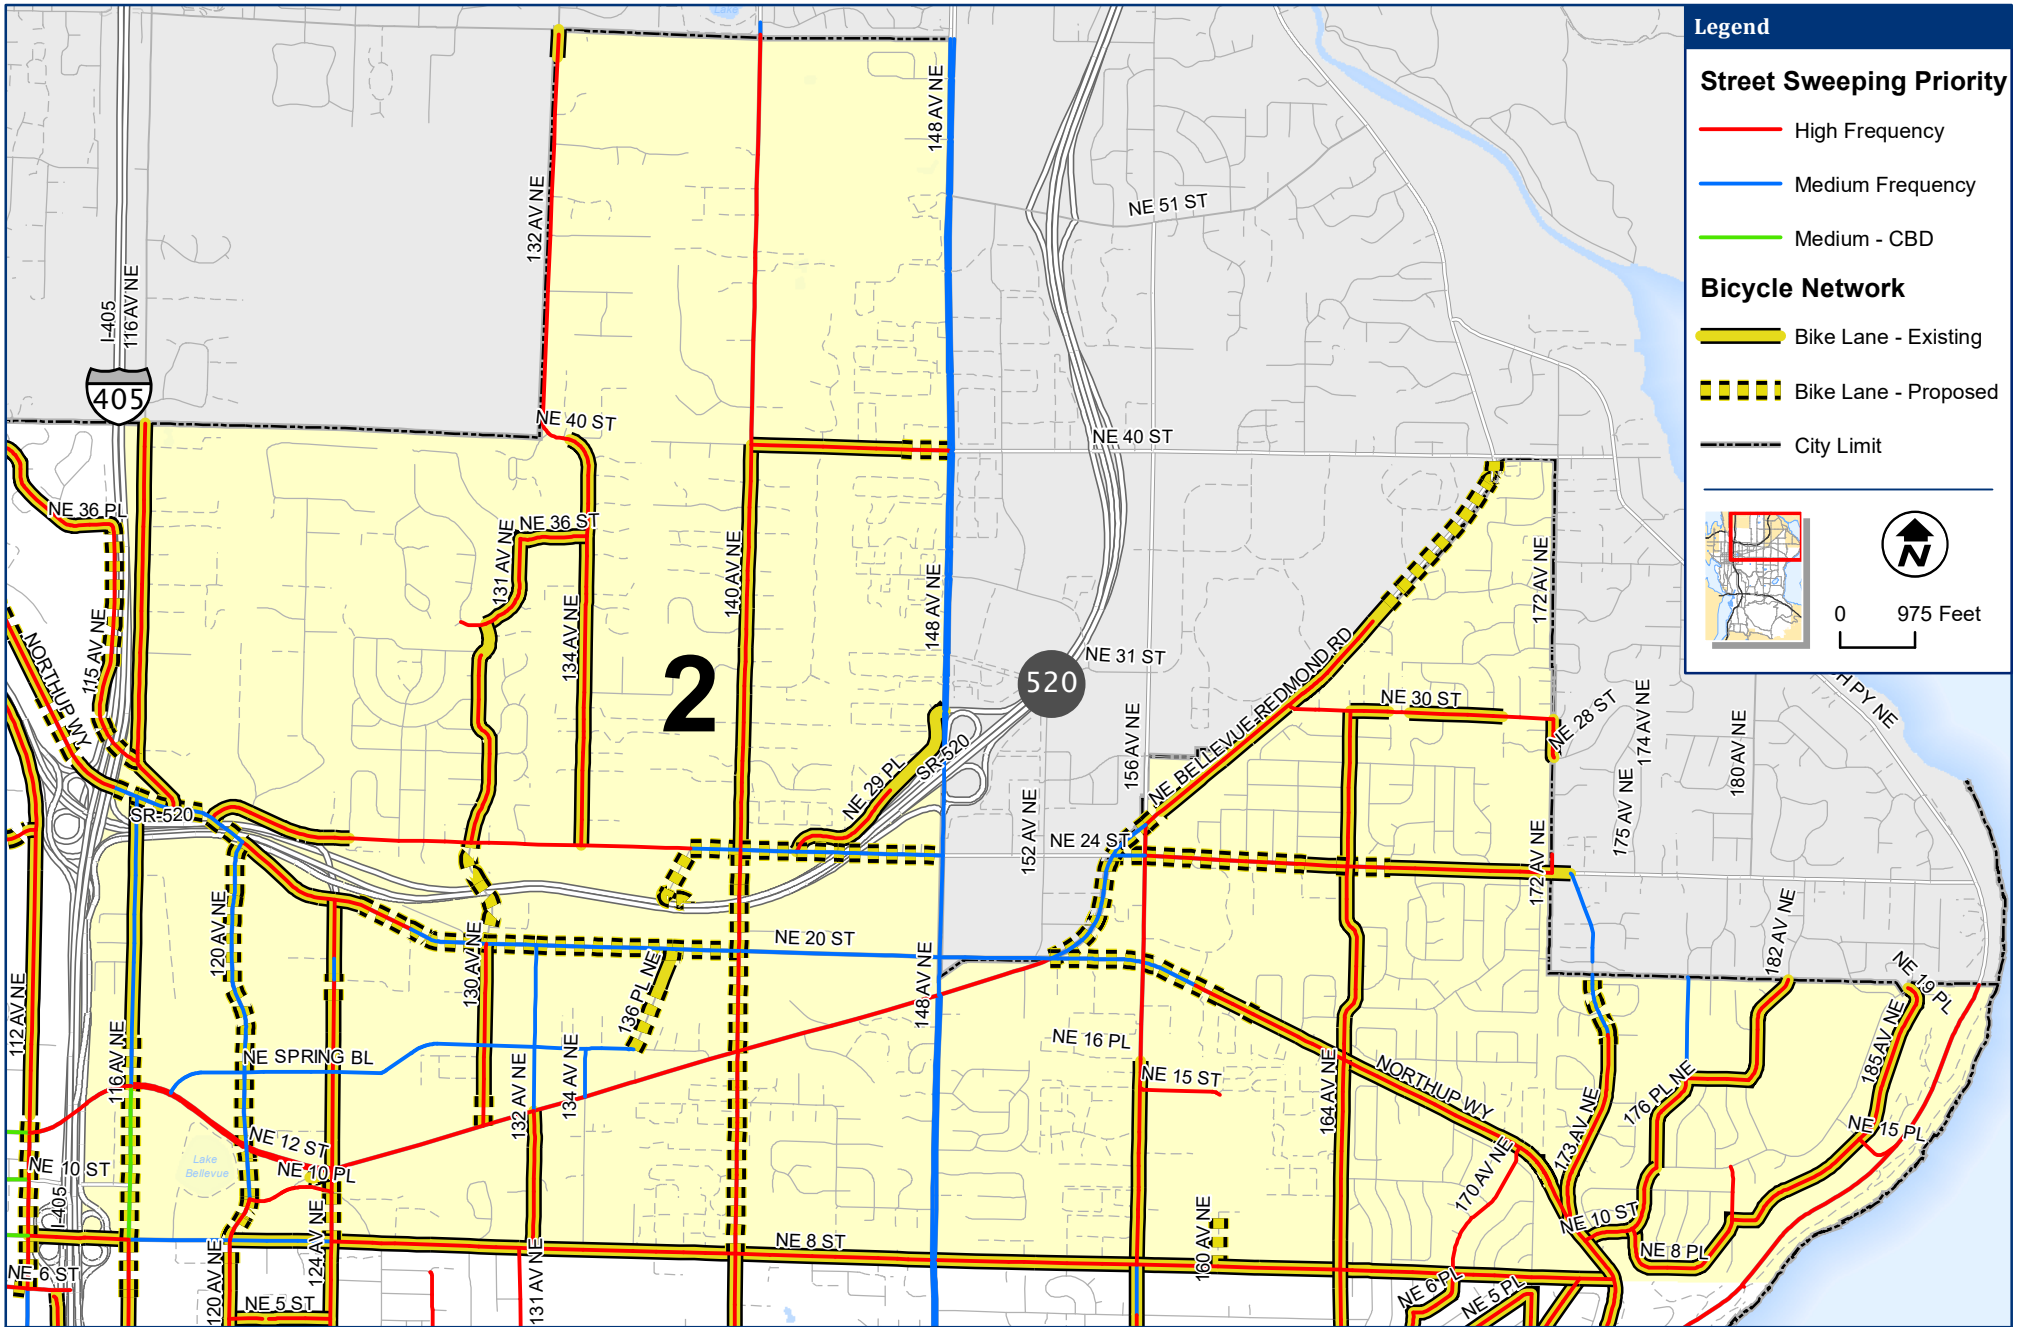 Legend
Street Sweeping Priority
High Frequency
Medium Frequency
Medium - CBD
Bicycle Network
Bike Lane - Existing
Bike Lane - Proposed
City Limit
N
0 975 Feet
148 AV NE
NE 51 ST
132 AV NE
I-405
116 AV NE
405
NE 40 ST
NE 40 ST
NE 36 PL
NE 36 ST
131 AV NE
140 AV NE
148 AV NE
172 AV NE
115 AV NE
NORTHUP WY
134 AV NE
2
520
NE 31 ST
NE BELLEVUE-REDMOND RD
NE 30 ST
NE 28 ST
174 AV NE
180 AV NE
H PY NE
156 AV NE
SR-520
NE 29 PL
SR-520
NE 24 ST
152 AV NE
175 AV NE
172 AV NE
120 AV NE
130 AV NE
NE 20 ST
148 AV NE
182 AV NE
NE 19 PL
136 PL NE
112 AV NE
116 AV NE
NE SPRING BL
132 AV NE
134 AV NE
NE 16 PL
NE 15 ST
164 AV NE
NORTHUP WY
176 PL NE
185 AV NE
NE 15 PL
173 AV NE
170 AV NE
NE 12 ST
Lake
Bellevue
NE 10 PL
NE 10 ST
I-405
124 AV NE
NE 8 ST
160 AV NE
NE 10 ST
NE 8 PL
NE 6 ST
120 AV NE
NE 5 ST
131 AV NE
NE 6 PL
NE 5 PL